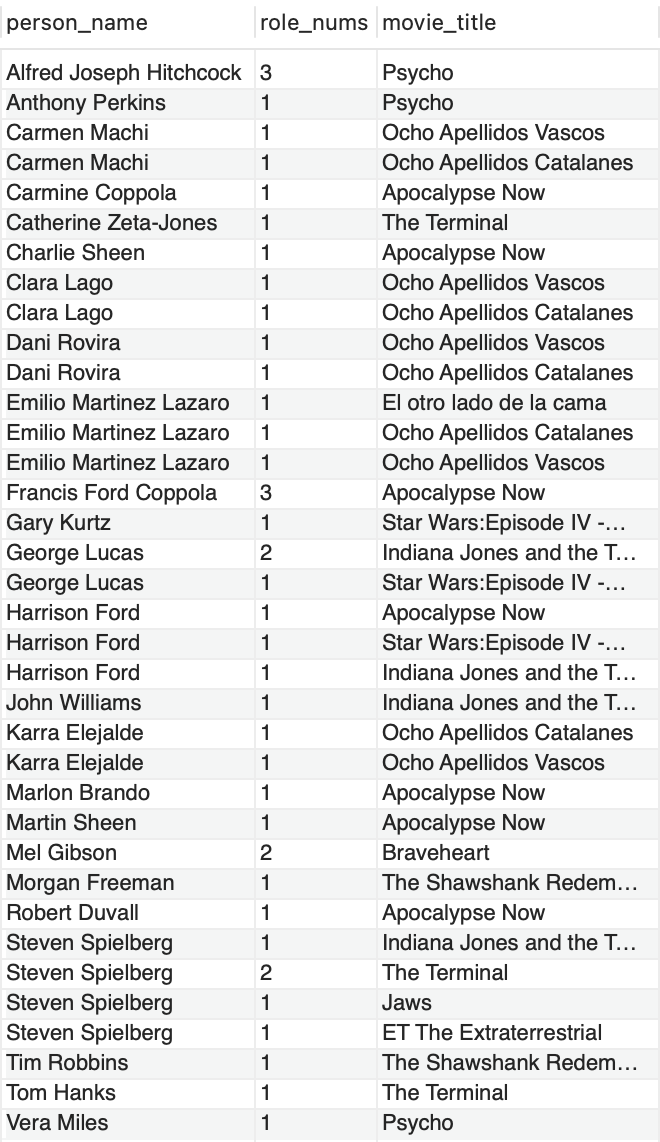 person_name role_nums movie_title
Alfred Joseph Hitchcock 3 Psycho
Anthony Perkins 1 Psycho
Carmen Machi 1 Ocho Apellidos Vascos
Carmen Machi 1 Ocho Apellidos Catalanes
Carmine Coppola 1 Apocalypse Now
Catherine Zeta-Jones 1 The Terminal
Charlie Sheen 1 Apocalypse Now
Clara Lago 1 Ocho Apellidos Vascos
Clara Lago 1 Ocho Apellidos Catalanes
Dani Rovira 1 Ocho Apellidos Vascos
Dani Rovira 1 Ocho Apellidos Catalanes
Emilio Martinez Lazaro 1 El otro lado de la cama
Emilio Martinez Lazaro 1 Ocho Apellidos Catalanes
Emilio Martinez Lazaro 1 Ocho Apellidos Vascos
Francis Ford Coppola 3 Apocalypse Now
Gary Kurtz 1 Star Wars:Episode IV -...
George Lucas 2 Indiana Jones and the T...
George Lucas 1 Star Wars:Episode IV -...
Harrison Ford 1 Apocalypse Now
Harrison Ford 1 Star Wars:Episode IV -...
Harrison Ford 1 Indiana Jones and the T...
John Williams 1 Indiana Jones and the T...
Karra Elejalde 1 Ocho Apellidos Catalanes
Karra Elejalde 1 Ocho Apellidos Vascos
Marlon Brando 1 Apocalypse Now
Martin Sheen 1 Apocalypse Now
Mel Gibson 2 Braveheart
Morgan Freeman 1 The Shawshank Redem...
Robert Duvall 1 Apocalypse Now
Steven Spielberg 1 Indiana Jones and the T...
Steven Spielberg 2 The Terminal
Steven Spielberg 1 Jaws
Steven Spielberg 1 ET The Extraterrestrial
Tim Robbins 1 The Shawshank Redem...
Tom Hanks 1 The Terminal
Vera Miles 1 Psycho